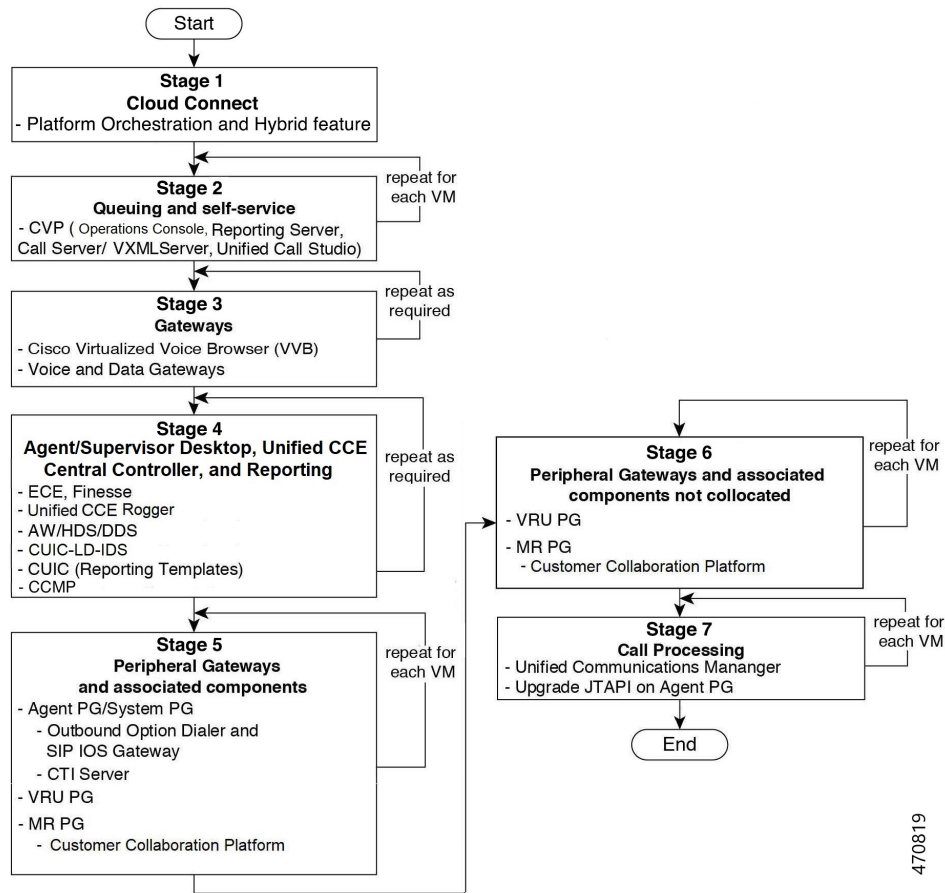 Start
Stage 1
Cloud Connect
- Platform Orchestration and Hybrid feature
repeat for
each VM
Stage 2
Queuing and self-service
- CVP ( Operations Console, Reporting Server,
Call Server/ VXMLServer, Unified Call Studio)
repeat as
required
Stage 3
Gateways
- Cisco Virtualized Voice Browser (VVB)
- Voice and Data Gateways
Stage 4
Agent/Supervisor Desktop, Unified CCE
Central Controller, and Reporting
- ECE, Finesse
- Unified CCE Rogger
- AW/HDS/DDS
- CUIC-LD-IDS
- CUIC (Reporting Templates)
- CCMP
repeat as
required
Stage 5
Peripheral Gateways
and associated components
- Agent PG/System PG
- Outbound Option Dialer and
SIP IOS Gateway
- CTI Server
- VRU PG
- MR PG
- Customer Collaboration Platform
repeat for
each VM
Stage 6
Peripheral Gateways and associated
components not collocated
- VRU PG
- MR PG
- Customer Collaboration Platform
repeat for
each VM
Stage 7
Call Processing
- Unified Communications Mananger
- Upgrade JTAPI on Agent PG
repeat for
each VM
End
470819